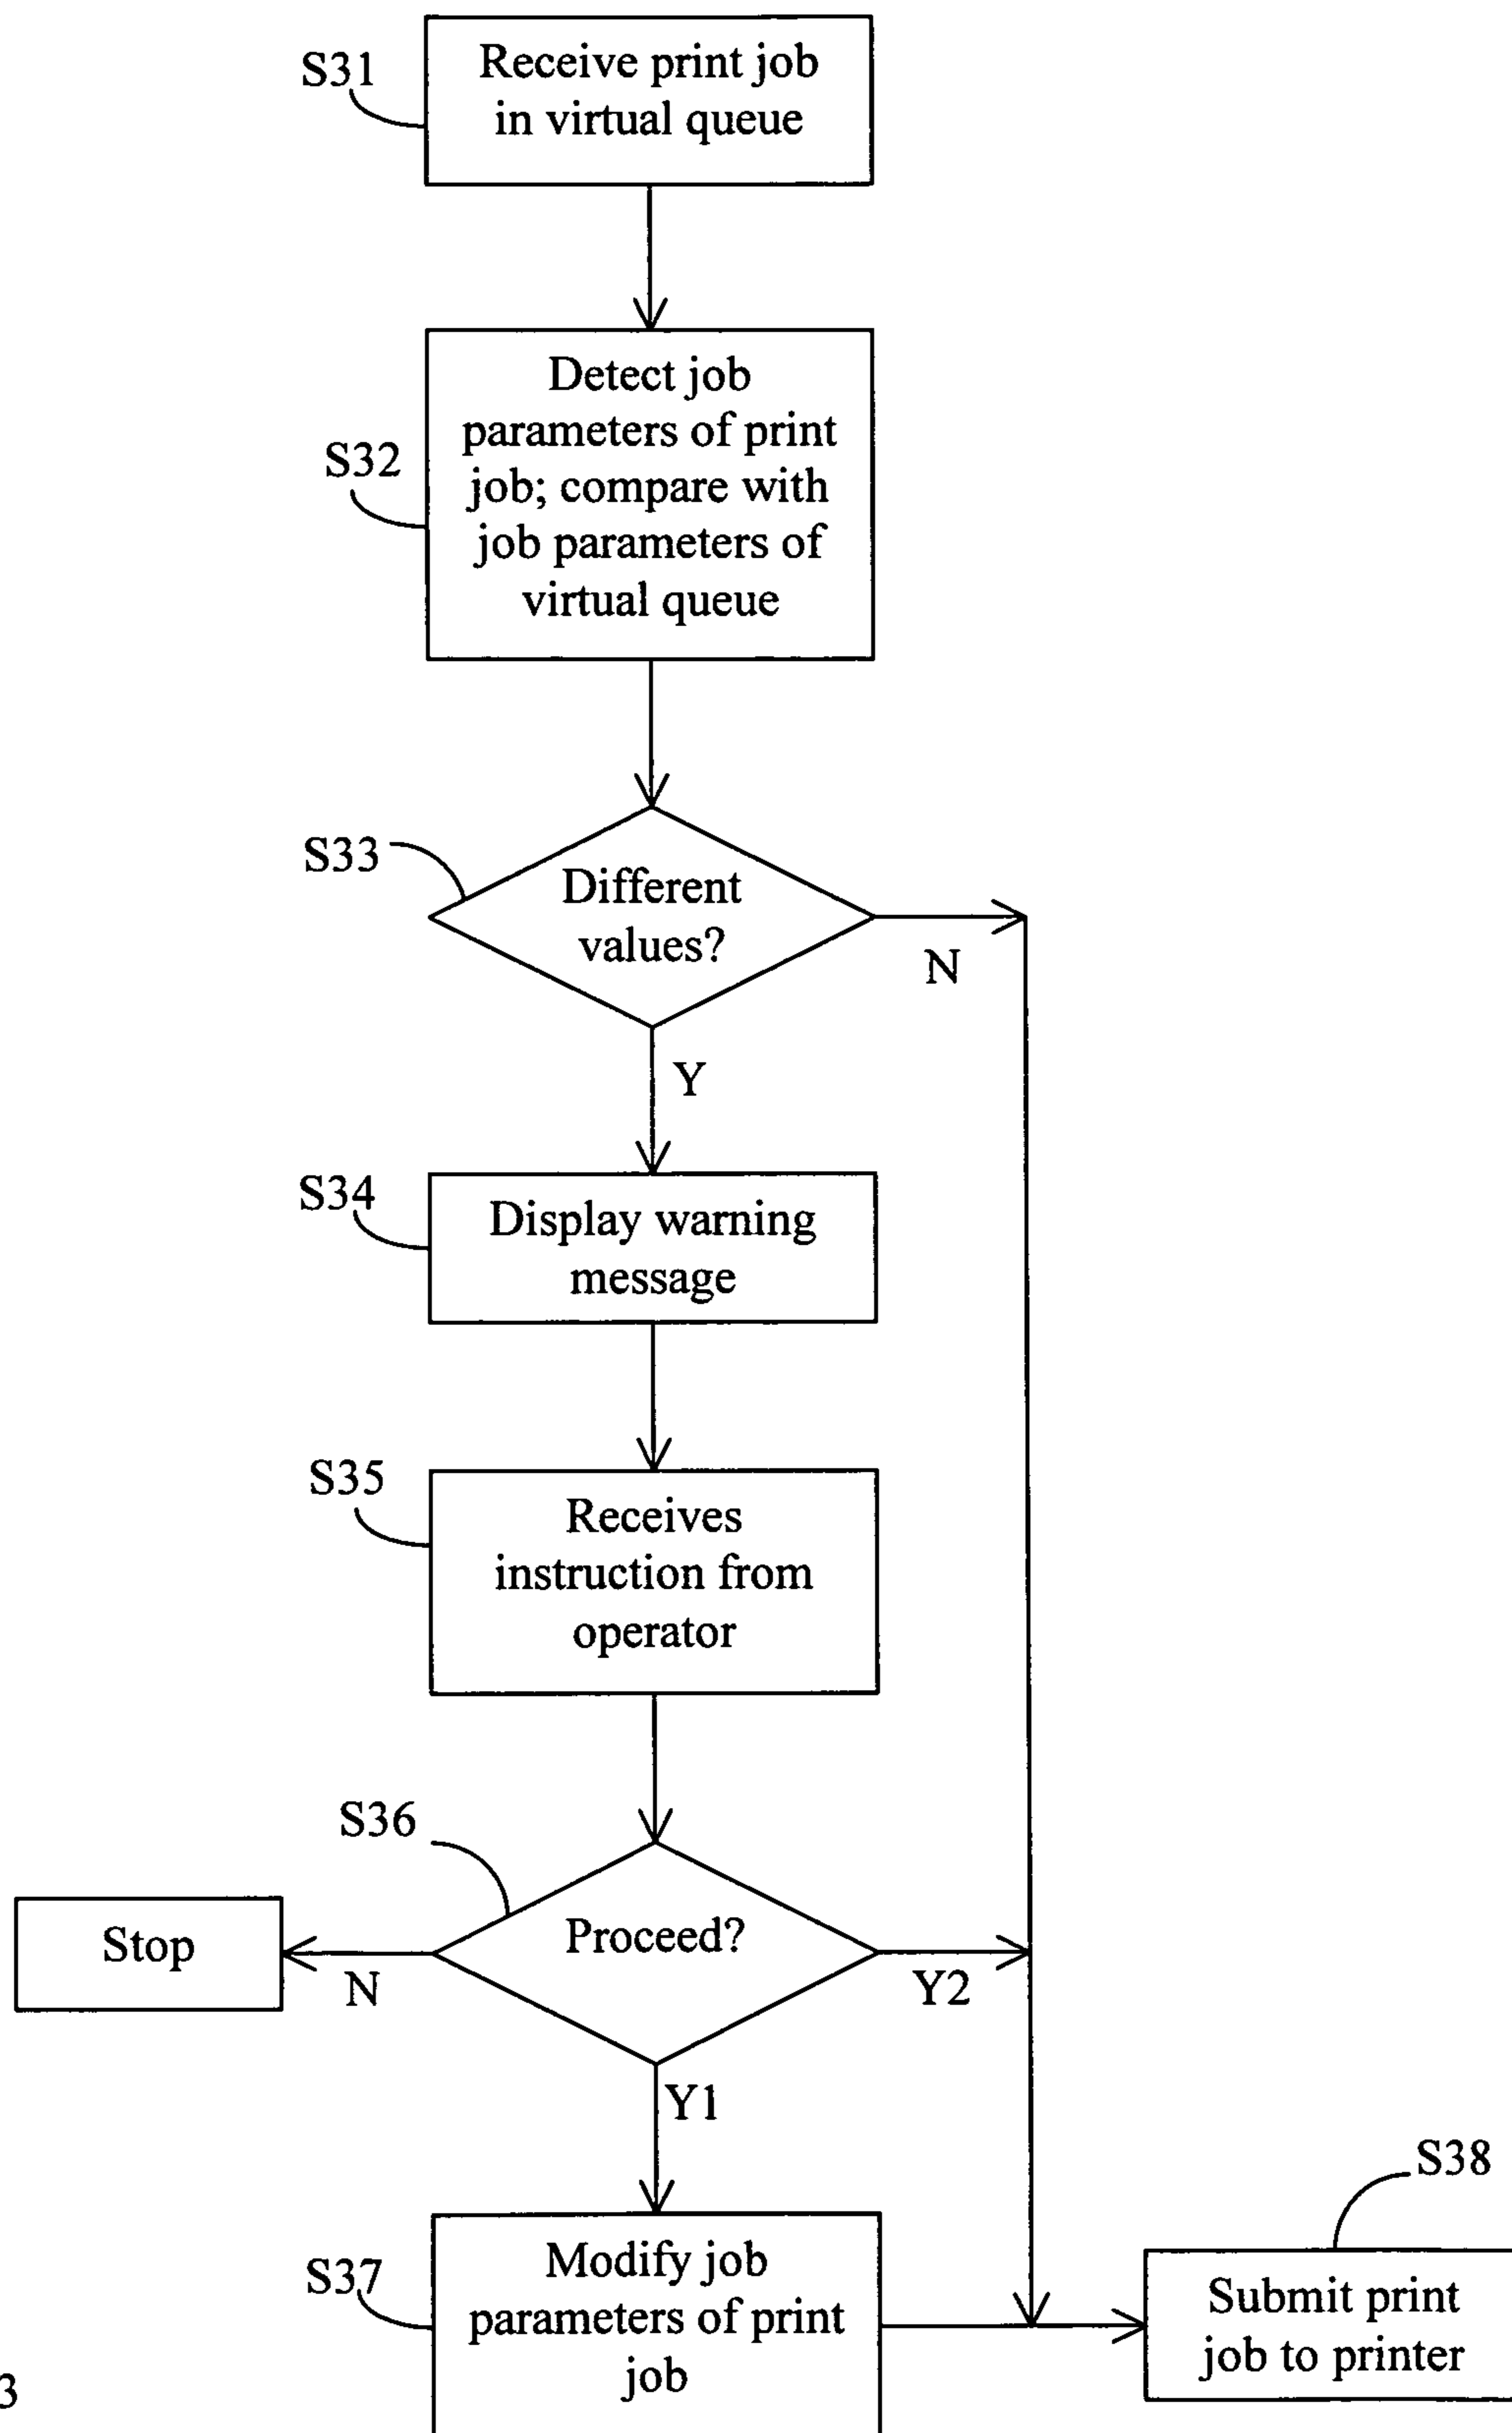 S31
Receive print job
in virtual queue
S32
Detect job
parameters of print
job; compare with
job parameters of
virtual queue
S33
Different
values?
N
Y
S34
Display warning
message
S35
Receives
instruction from
operator
S36
Proceed?
Stop
N
Y2
Y1
S38
S37
Modify job
parameters of print
job
Submit print
job to printer
3